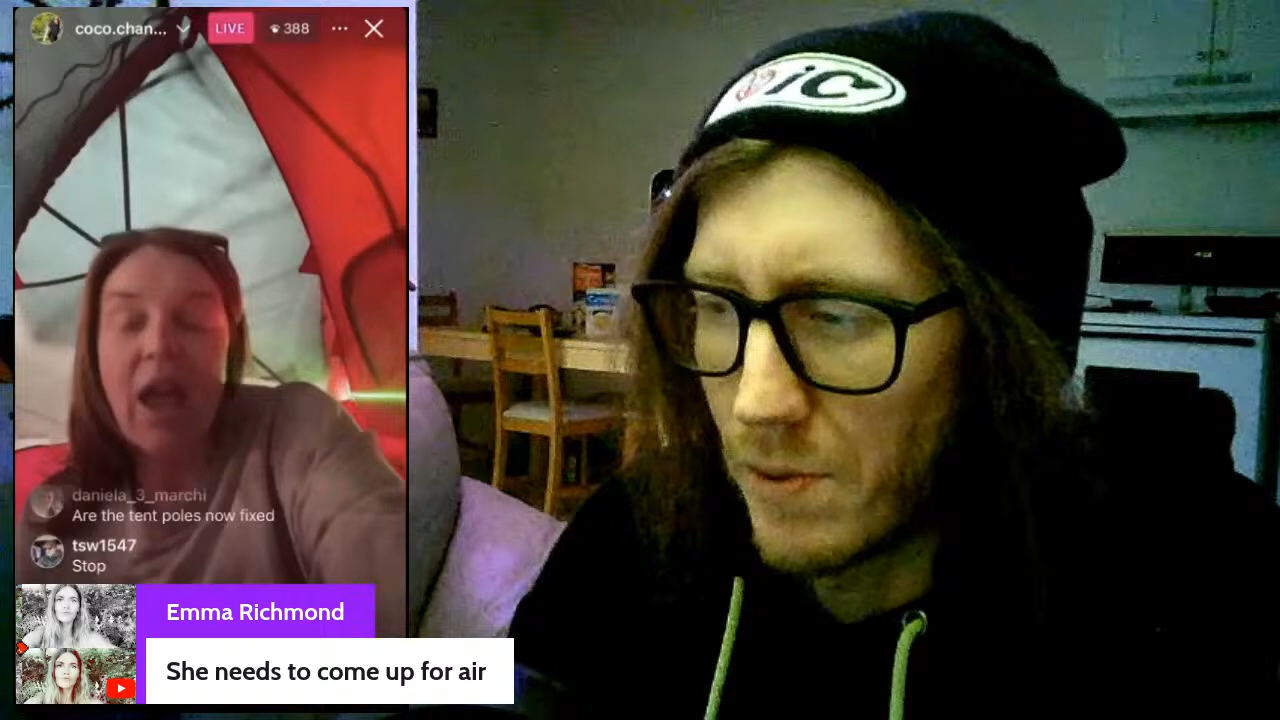 coco.chan...
LIVE
388
BiC
daniela_3_marchi
Are the tent poles now fixed
tsw1547
Stop
Emma Richmond
She needs to come up for air